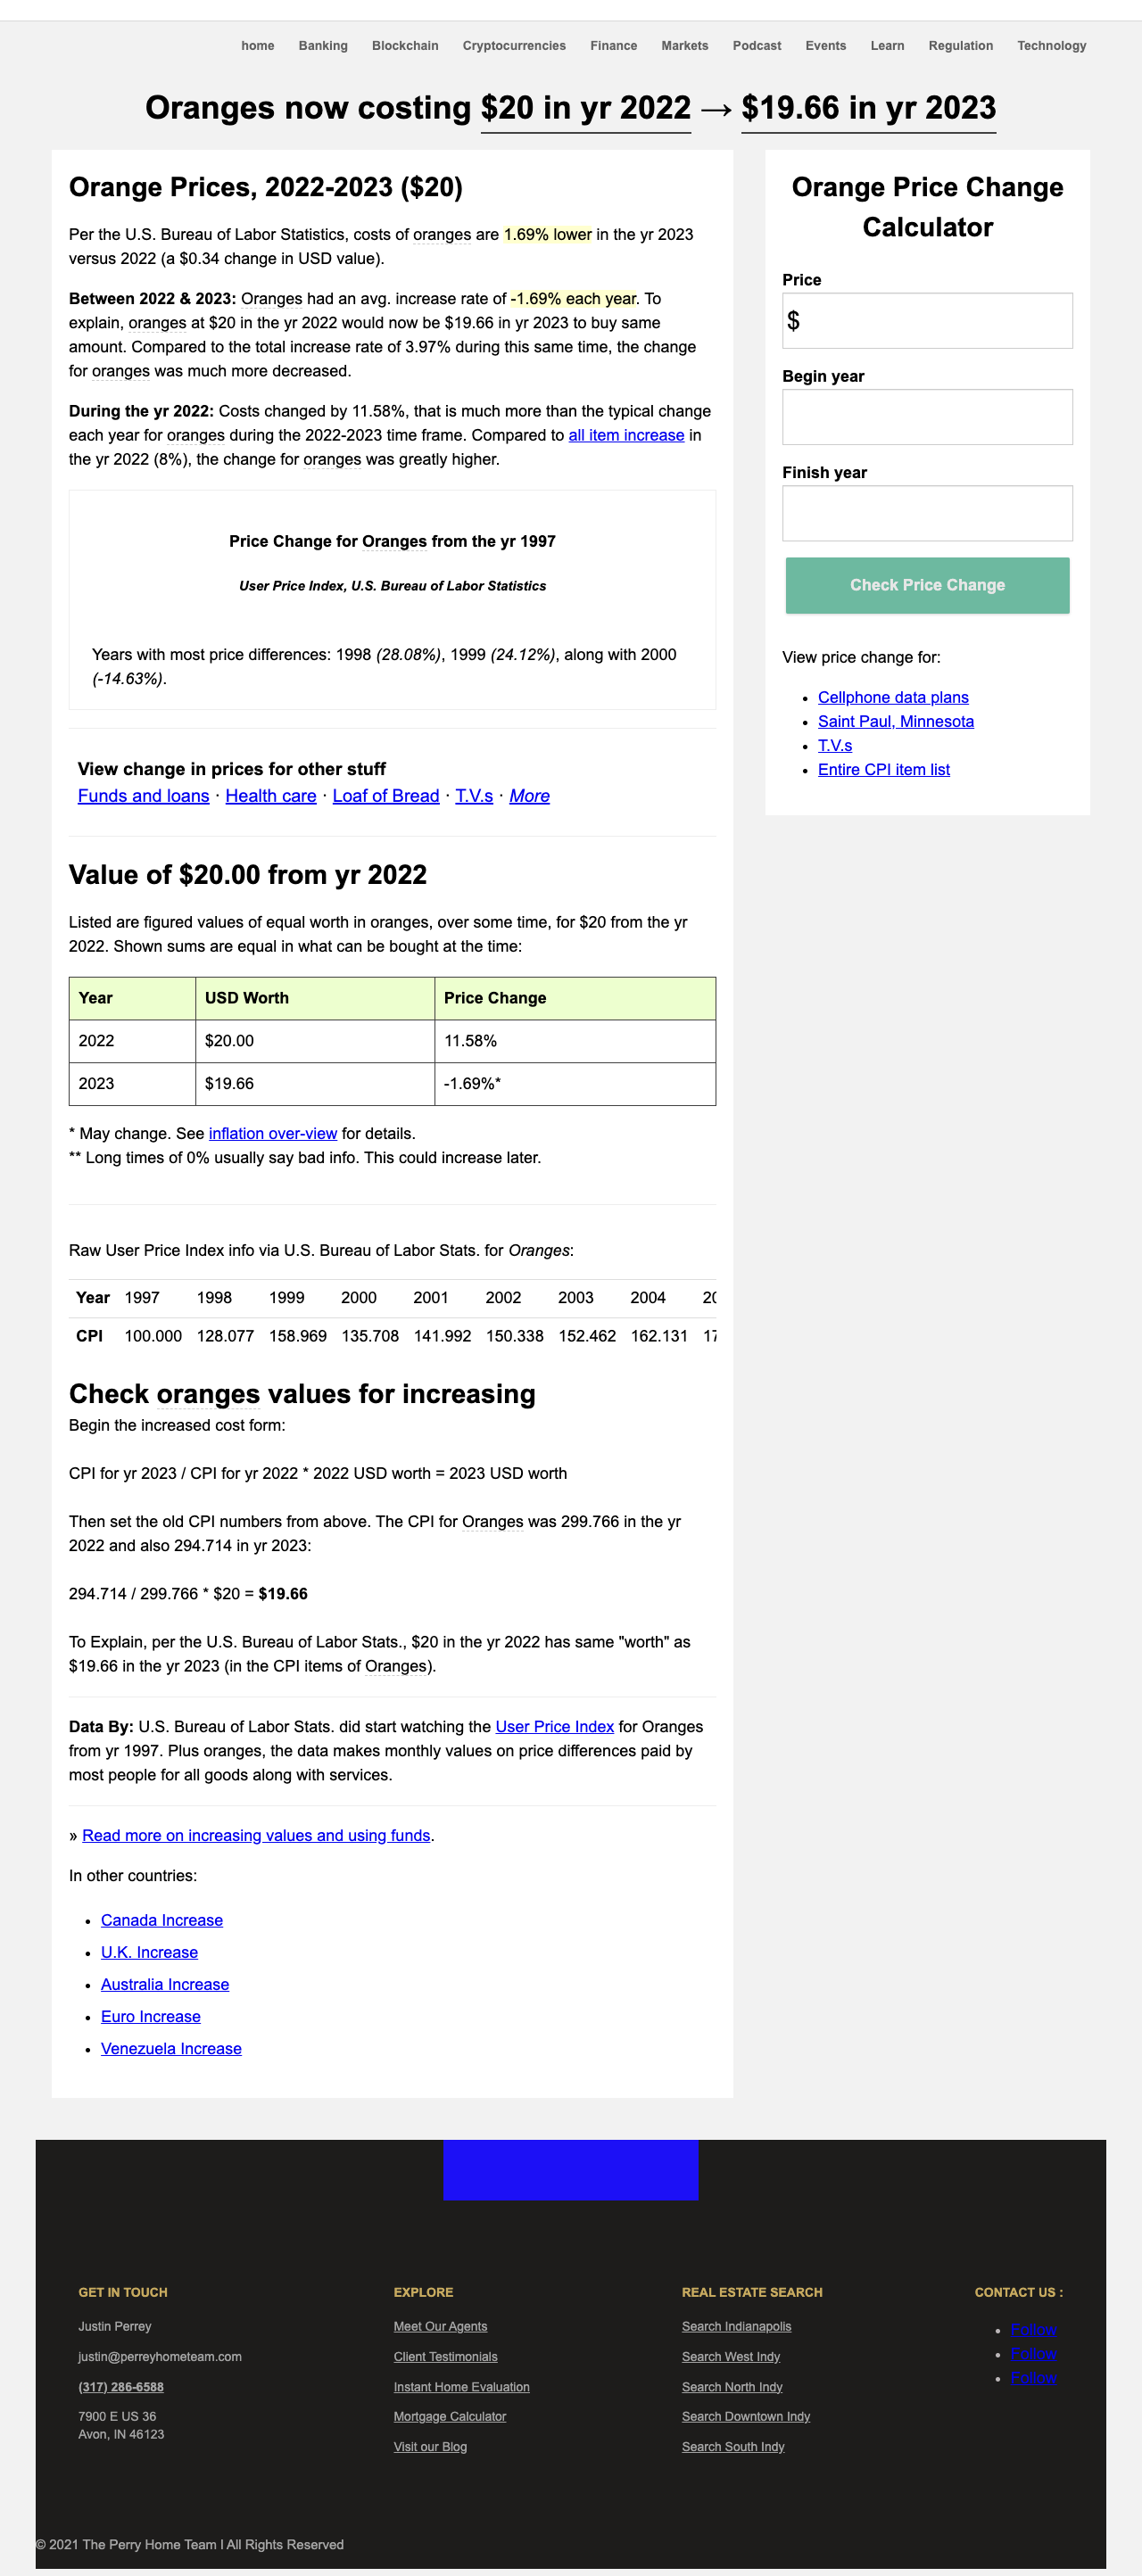 home Banking Blockchain Cryptocurrencies Finance Markets Podcast Events Learn Regulation Technology
Oranges now costing $20 in yr 2022 → $19.66 in yr 2023
Orange Prices, 2022-2023 ($20)
Per the U.S. Bureau of Labor Statistics, costs of oranges are 1.69% lower in the yr 2023
versus 2022 (a $0.34 change in USD value).
Between 2022 & 2023: Oranges had an avg. increase rate of -1.69% each year. To
explain, oranges at $20 in the yr 2022 would now be $19.66 in yr 2023 to buy same
amount. Compared to the total increase rate of 3.97% during this same time, the change
for oranges was much more decreased.
During the yr 2022: Costs changed by 11.58%, that is much more than the typical change
each year for oranges during the 2022-2023 time frame. Compared to all item increase in
the yr 2022 (8%), the change for oranges was greatly higher.
Price Change for Oranges from the yr 1997
User Price Index, U.S. Bureau of Labor Statistics
Years with most price differences: 1998 (28.08%), 1999 (24.12%), along with 2000
(-14.63%).
View change in prices for other stuff
Funds and loans · Health care · Loaf of Bread · T.V.s · More
Value of $20.00 from yr 2022
Listed are figured values of equal worth in oranges, over some time, for $20 from the yr
2022. Shown sums are equal in what can be bought at the time:
Year USD Worth Price Change
2022 $20.00 11.58%
2023 $19.66 -1.69%*
* May change. See inflation over-view for details.
** Long times of 0% usually say bad info. This could increase later.
Raw User Price Index info via U.S. Bureau of Labor Stats. for Oranges:
Year 1997 1998 1999 2000 2001 2002 2003 2004 20
CPI 100.000 128.077 158.969 135.708 141.992 150.338 152.462 162.131 17
Check oranges values for increasing
Begin the increased cost form:
CPI for yr 2023 / CPI for yr 2022 * 2022 USD worth = 2023 USD worth
Then set the old CPI numbers from above. The CPI for Oranges was 299.766 in the yr
2022 and also 294.714 in yr 2023:
294.714 / 299.766 * $20 = $19.66
To Explain, per the U.S. Bureau of Labor Stats., $20 in the yr 2022 has same "worth" as
$19.66 in the yr 2023 (in the CPI items of Oranges).
Data By: U.S. Bureau of Labor Stats. did start watching the User Price Index for Oranges
from yr 1997. Plus oranges, the data makes monthly values on price differences paid by
most people for all goods along with services.
» Read more on increasing values and using funds.
In other countries:
• Canada Increase
• U.K. Increase
• Australia Increase
• Euro Increase
• Venezuela Increase
Orange Price Change
Calculator
Price
$
Begin year
Finish year
Check Price Change
View price change for:
• Cellphone data plans
• Saint Paul, Minnesota
• T.V.s
• Entire CPI item list
GET IN TOUCH
Justin Perrey
justin@perreyhometeam.com
(317) 286-6588
7900 E US 36
Avon, IN 46123
EXPLORE
Meet Our Agents
Client Testimonials
Instant Home Evaluation
Mortgage Calculator
Visit our Blog
REAL ESTATE SEARCH
Search Indianapolis
Search West Indy
Search North Indy
Search Downtown Indy
Search South Indy
CONTACT US :
• Follow
• Follow
• Follow
© 2021 The Perry Home Team l All Rights Reserved